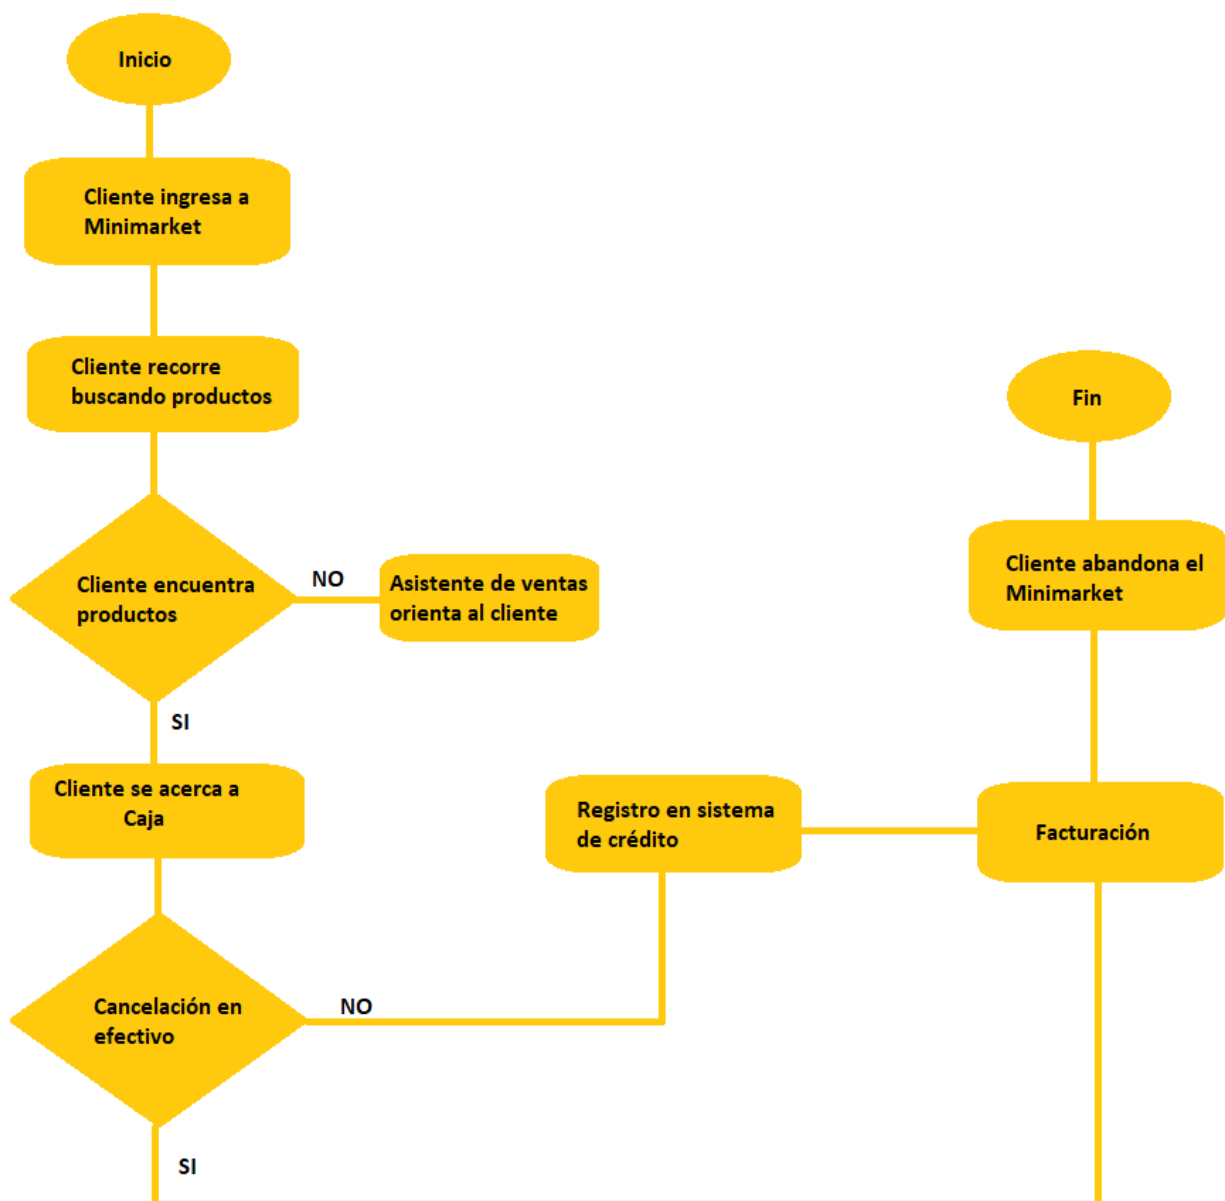 Inicio
Cliente ingresa a
Minimarket
Cliente recorre
buscando productos
Cliente encuentra
productos
NO
Asistente de ventas
orienta al cliente
SI
Cliente se acerca a
Caja
Cancelación en
efectivo
NO
Registro en sistema
de crédito
SI
Facturación
Cliente abandona el
Minimarket
Fin